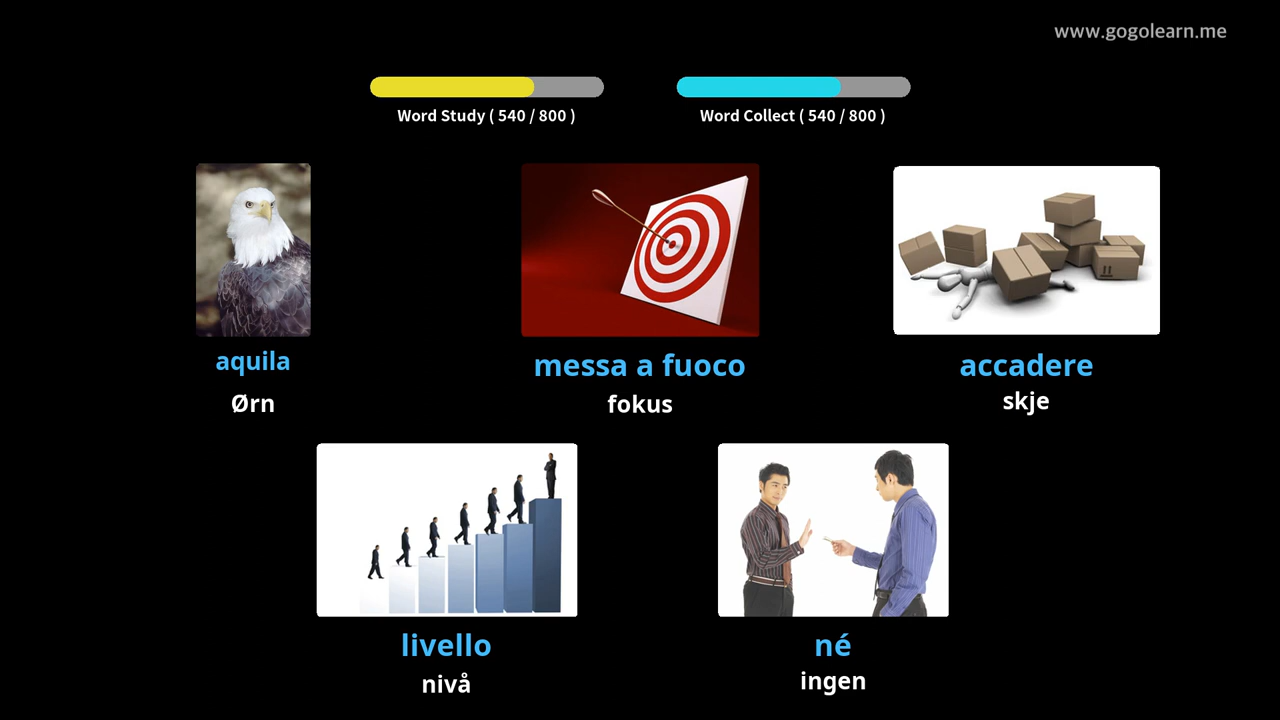 www.gogolearn.me
Word Study ( 540 / 800 )
Word Collect ( 540 / 800 )
aquila
Ørn
messa a fuoco
fokus
accadere
skje
livello
nivå
né
ingen